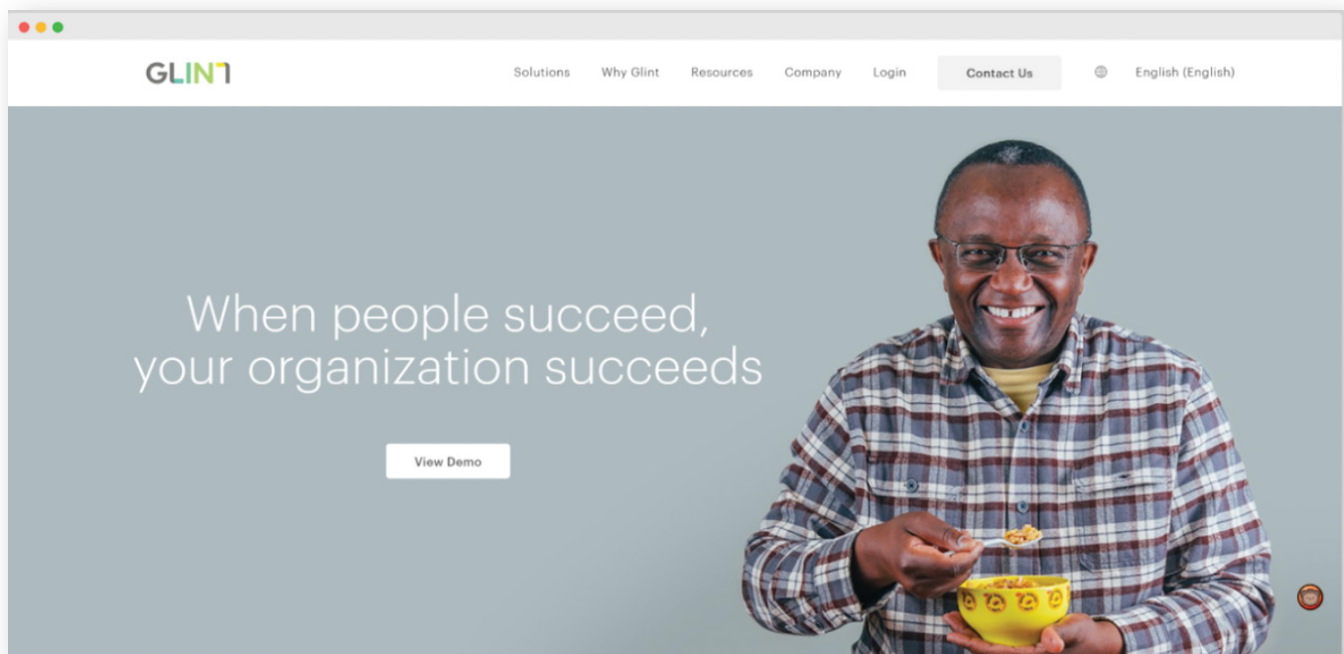 GLINT
Solutions Why Glint Resources Company Login Contact Us English (English)
When people succeed,
your organization succeeds
View Demo